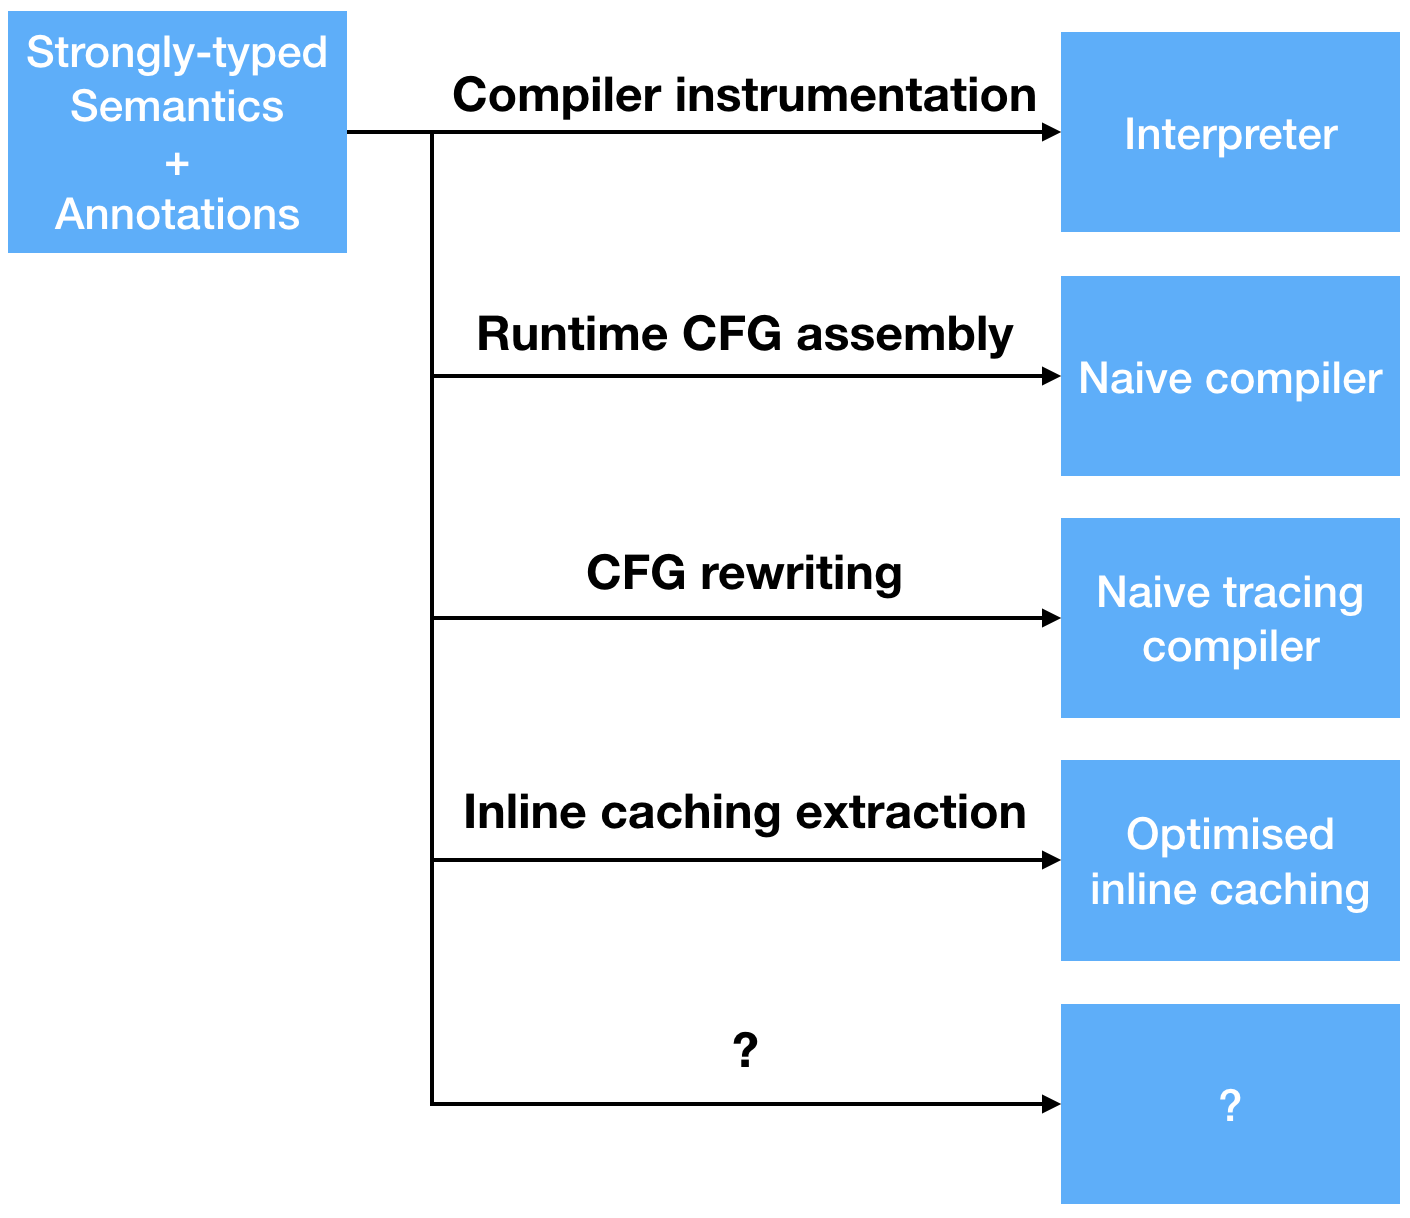 Strongly-typed
Semantics
+
Annotations
Compiler instrumentation
Interpreter
Runtime CFG assembly
Naive compiler
CFG rewriting
Naive tracing
compiler
Inline caching extraction
Optimised
inline caching
?
?